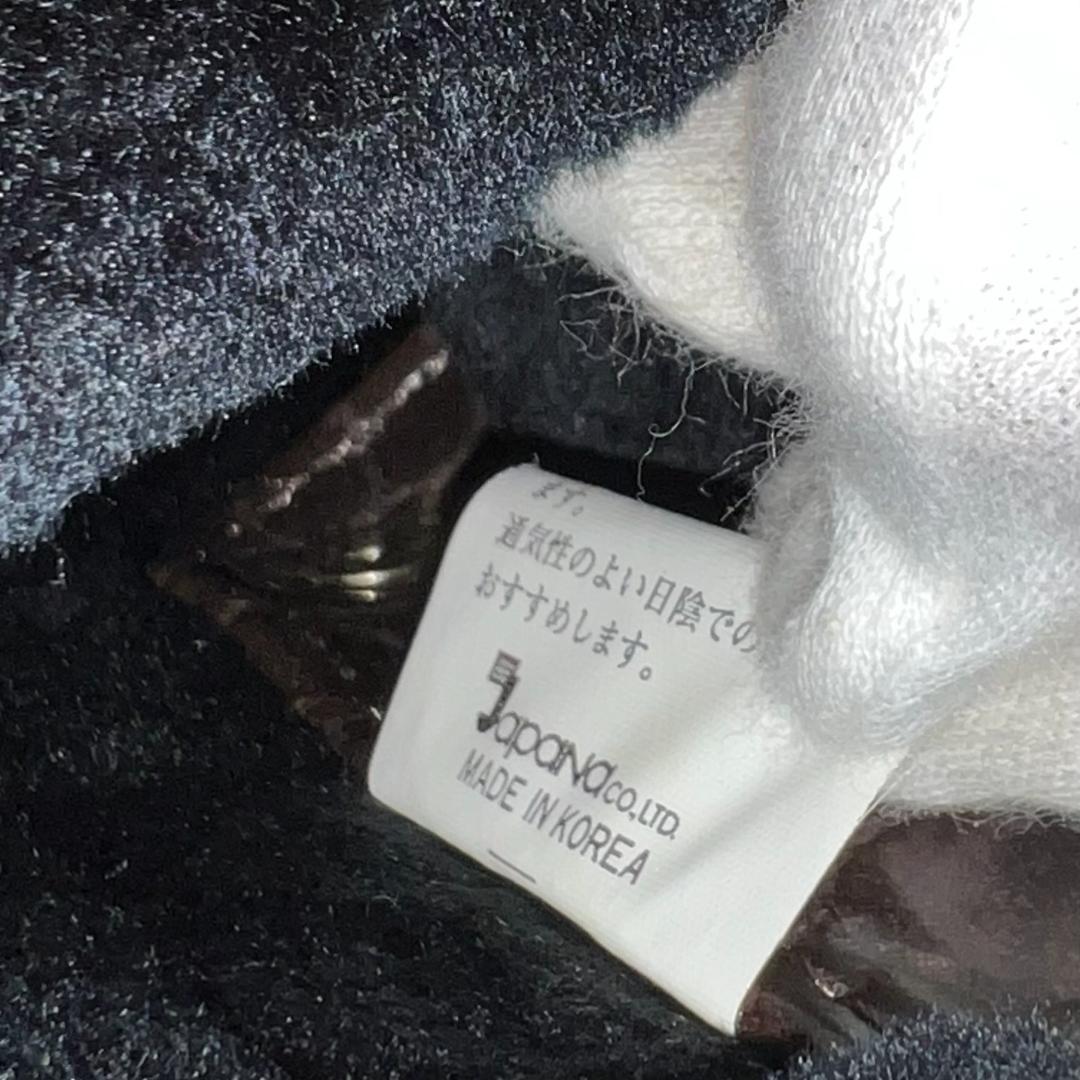 ます。
通気性のよい日陰での
おすすめします。
Japana CO.,LTD.
MADE IN KOREA